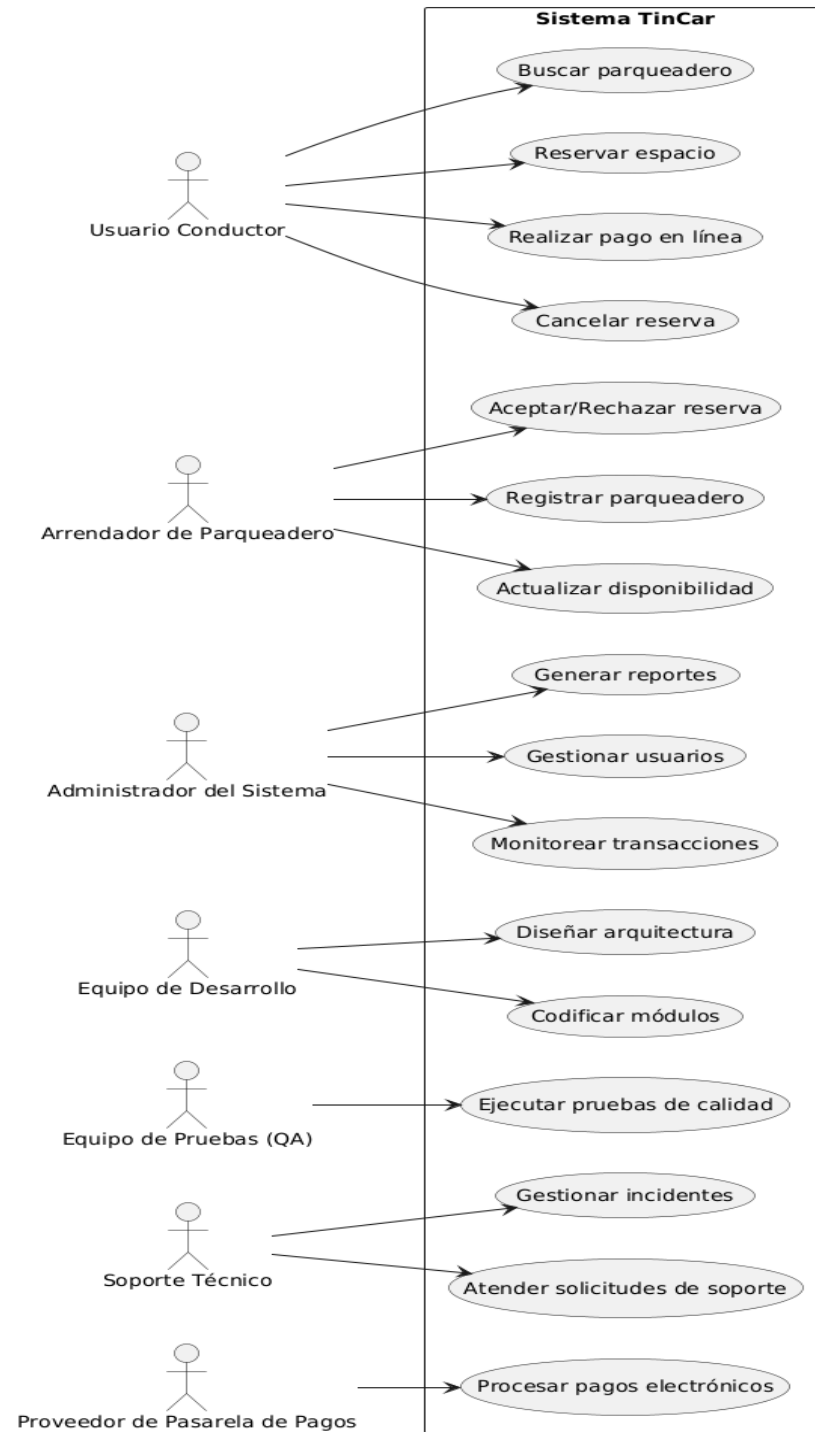 Sistema TinCar
Buscar parqueadero
Reservar espacio
Realizar pago en línea
Cancelar reserva
Usuario Conductor
Aceptar/Rechazar reserva
Registrar parqueadero
Actualizar disponibilidad
Arrendador de Parqueadero
Generar reportes
Gestionar usuarios
Monitorear transacciones
Administrador del Sistema
Diseñar arquitectura
Codificar módulos
Equipo de Desarrollo
Ejecutar pruebas de calidad
Equipo de Pruebas (QA)
Gestionar incidentes
Atender solicitudes de soporte
Soporte Técnico
Procesar pagos electrónicos
Proveedor de Pasarela de Pagos